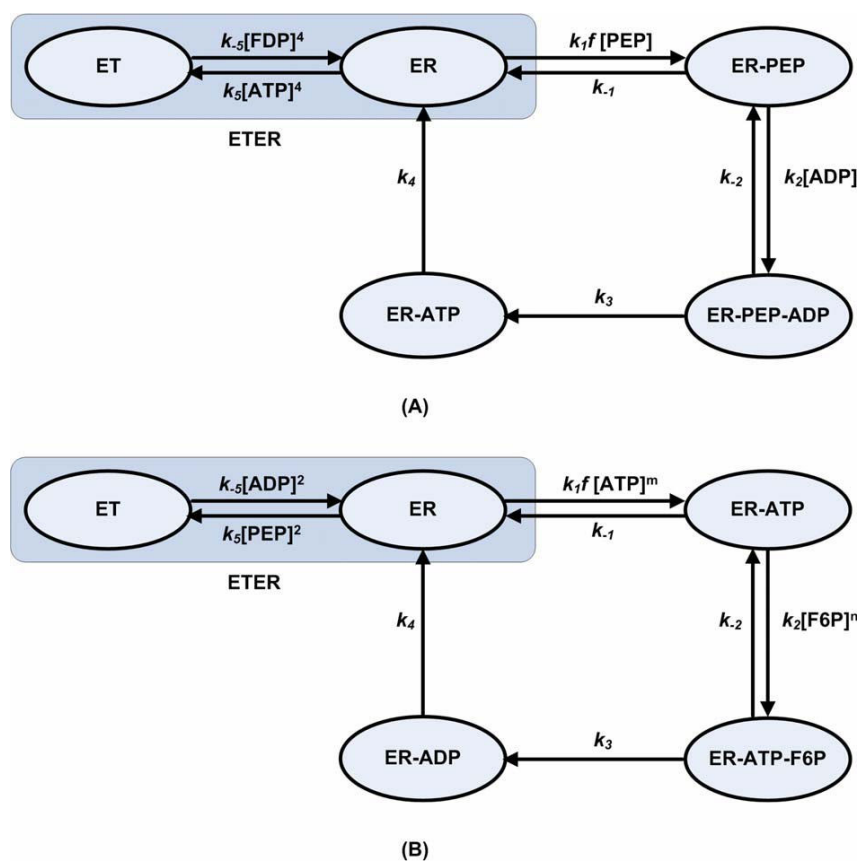 k-5[FDP]4 k1f [PEP]
ET ER ER-PEP
k5[ATP]4 k-1
ETER
k4 k-2 k2[ADP]
ER-ATP k3 ER-PEP-ADP
(A)
k-5[ADP]2 k1f [ATP]m
ET ER ER-ATP
k5[PEP]2 k-1
ETER
k4 k-2 k2[F6P]n
ER-ADP k3 ER-ATP-F6P
(B)